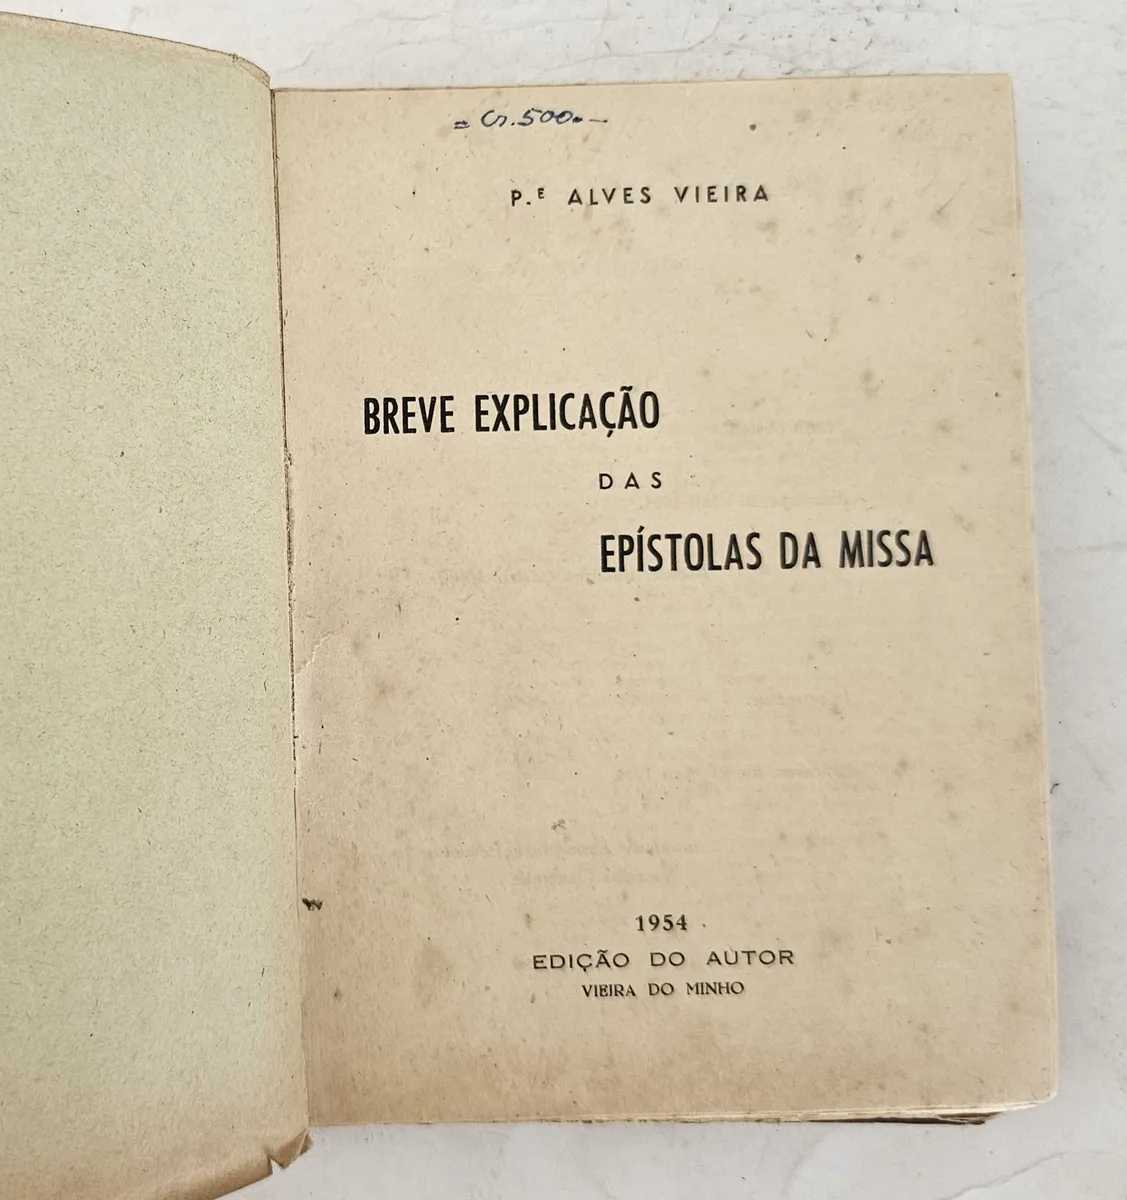 = Cr. 500.-
P.E ALVES VIEIRA
BREVE EXPLICAÇÃO
DAS
EPÍSTOLAS DA MISSA
1954
EDIÇÃO DO AUTOR
VIEIRA DO MINHO